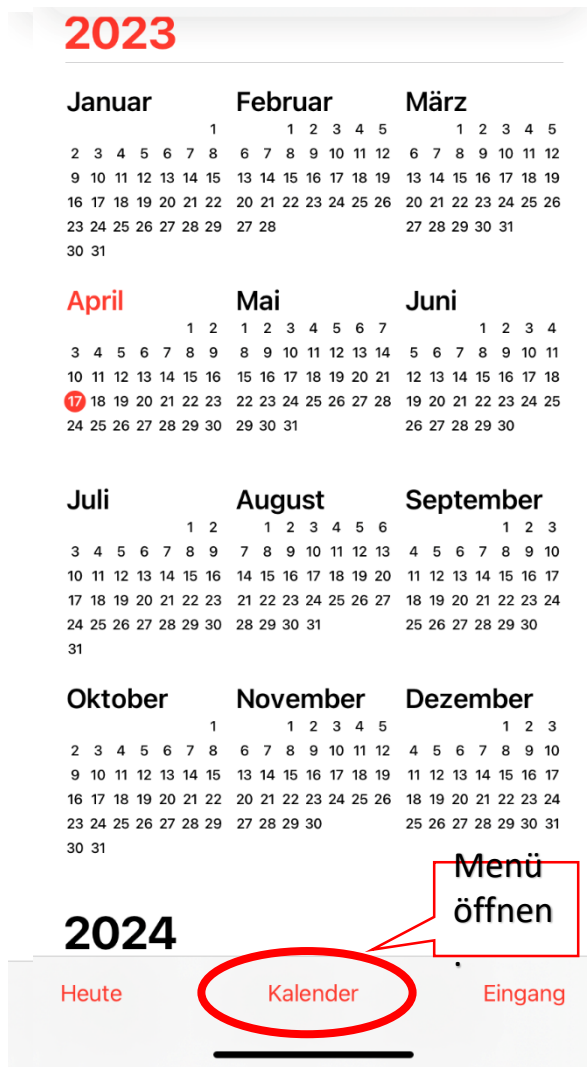 2023
Januar Februar März
1 1 2 3 4 5 1 2 3 4 5
2 3 4 5 6 7 8 6 7 8 9 10 11 12 6 7 8 9 10 11 12
9 10 11 12 13 14 15 13 14 15 16 17 18 19 13 14 15 16 17 18 19
16 17 18 19 20 21 22 20 21 22 23 24 25 26 20 21 22 23 24 25 26
23 24 25 26 27 28 29 27 28 27 28 29 30 31
30 31
April Mai Juni
1 2 1 2 3 4 5 6 7 1 2 3 4
3 4 5 6 7 8 9 8 9 10 11 12 13 14 5 6 7 8 9 10 11
10 11 12 13 14 15 16 15 16 17 18 19 20 21 12 13 14 15 16 17 18
17 18 19 20 21 22 23 22 23 24 25 26 27 28 19 20 21 22 23 24 25
24 25 26 27 28 29 30 29 30 31 26 27 28 29 30
Juli August September
1 2 1 2 3 4 5 6 1 2 3
3 4 5 6 7 8 9 7 8 9 10 11 12 13 4 5 6 7 8 9 10
10 11 12 13 14 15 16 14 15 16 17 18 19 20 11 12 13 14 15 16 17
17 18 19 20 21 22 23 21 22 23 24 25 26 27 18 19 20 21 22 23 24
24 25 26 27 28 29 30 28 29 30 31 25 26 27 28 29 30
31
Oktober November Dezember
1 1 2 3 4 5 1 2 3
2 3 4 5 6 7 8 6 7 8 9 10 11 12 4 5 6 7 8 9 10
9 10 11 12 13 14 15 13 14 15 16 17 18 19 11 12 13 14 15 16 17
16 17 18 19 20 21 22 20 21 22 23 24 25 26 18 19 20 21 22 23 24
23 24 25 26 27 28 29 27 28 29 30 25 26 27 28 29 30 31
30 31
Menü
öffnen
.
2024
Heute Kalender Eingang